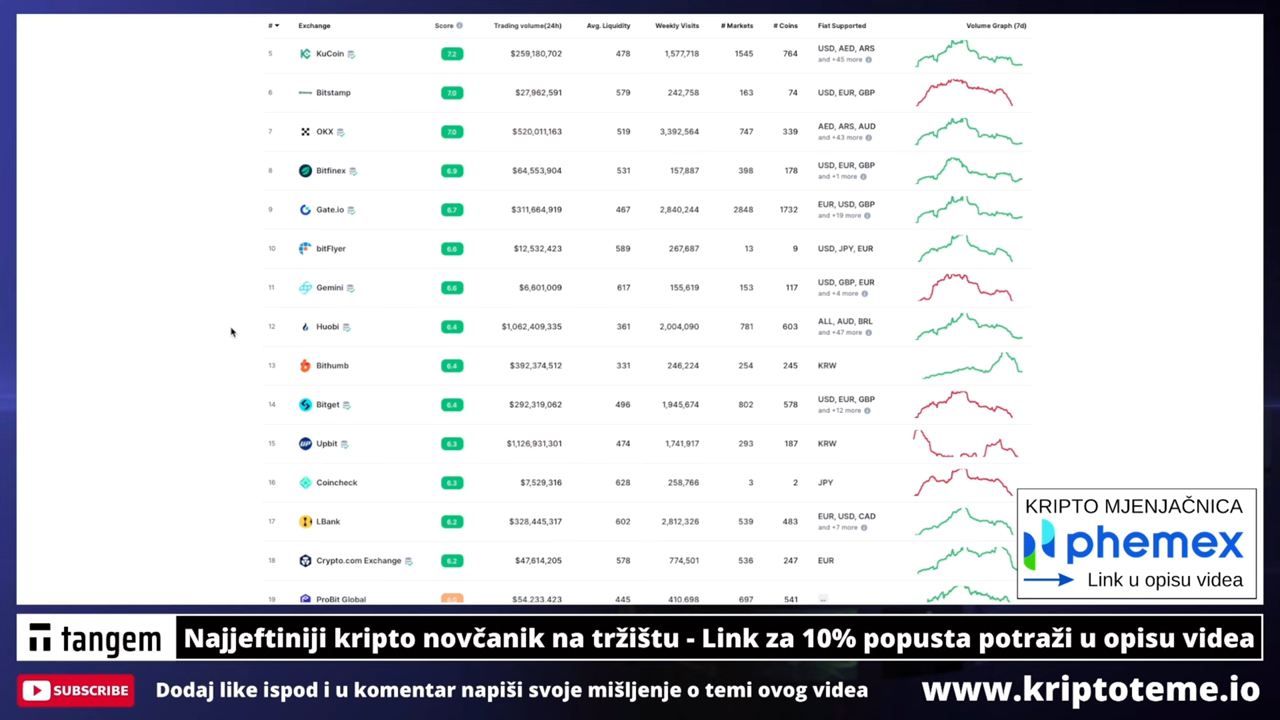 # Exchange Score Trading volume(24h) Avg. Liquidity Weekly Visits # Markets # Coins Fiat Supported Volume Graph (7d)
5 KuCoin 7.2 $259,180,702 478 1,577,718 1545 764 USD, AED, ARS
and +45 more
6 Bitstamp 7.0 $27,962,591 579 242,758 163 74 USD, EUR, GBP
7 OKX 7.0 $520,011,163 519 3,392,564 747 339 AED, ARS, AUD
and +43 more
8 Bitfinex 6.9 $64,553,904 531 157,887 398 178 USD, EUR, GBP
and +1 more
9 Gate.io 6.7 $311,664,919 467 2,840,244 2848 1732 EUR, USD, GBP
and +19 more
10 bitFlyer 6.6 $12,532,423 589 267,687 13 9 USD, JPY, EUR
11 Gemini 6.6 $6,601,009 617 155,619 153 117 USD, GBP, EUR
and +4 more
12 Huobi 6.4 $1,062,409,335 361 2,004,090 781 603 ALL, AUD, BRL
and +47 more
13 Bithumb 6.4 $392,374,512 331 246,224 254 245 KRW
14 Bitget 6.4 $292,319,062 496 1,945,674 802 578 USD, EUR, GBP
and +12 more
15 UP Upbit 6.3 $1,126,931,301 474 1,741,917 293 187 KRW
16 Coincheck 6.3 $7,529,316 628 258,766 3 2 JPY
17 LBank 6.2 $328,445,317 602 2,812,326 539 483 EUR, USD, CAD
and +7 more
18 Crypto.com Exchange 6.2 $47,614,205 578 774,501 536 247 EUR
19 ProBit Global 6.0 $54,233,423 445 410,698 697 541 --
KRIPTO MJENJAČNICA
phemex
Link u opisu videa
tangem Najjeftiniji kripto novčanik na tržištu - Link za 10% popusta potraži u opisu videa
SUBSCRIBE Dodaj like ispod i u komentar napiši svoje mišljenje o temi ovog videa www.kriptoteme.io